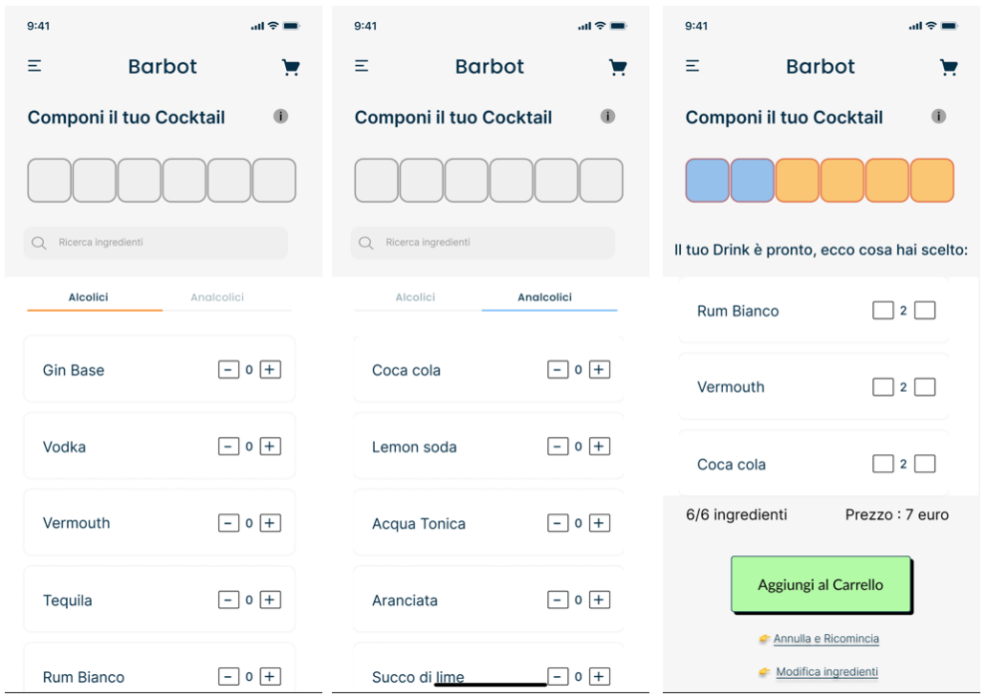 9:41
Barbot
Componi il tuo Cocktail
i
Ricerca ingredienti
Alcolici Analcolici
Gin Base - 0 +
Vodka - 0 +
Vermouth - 0 +
Tequila - 0 +
Rum Bianco - 0 +
9:41
Barbot
Componi il tuo Cocktail
i
Ricerca ingredienti
Alcolici Analcolici
Coca cola - 0 +
Lemon soda - 0 +
Acqua Tonica - 0 +
Aranciata - 0 +
Succo di lime - 0 +
9:41
Barbot
Componi il tuo Cocktail
i
Il tuo Drink è pronto, ecco cosa hai scelto:
Rum Bianco 2
Vermouth 2
Coca cola 2
6/6 ingredienti Prezzo : 7 euro
Aggiungi al Carrello
👉 Annulla e Ricomincia
👉 Modifica ingredienti